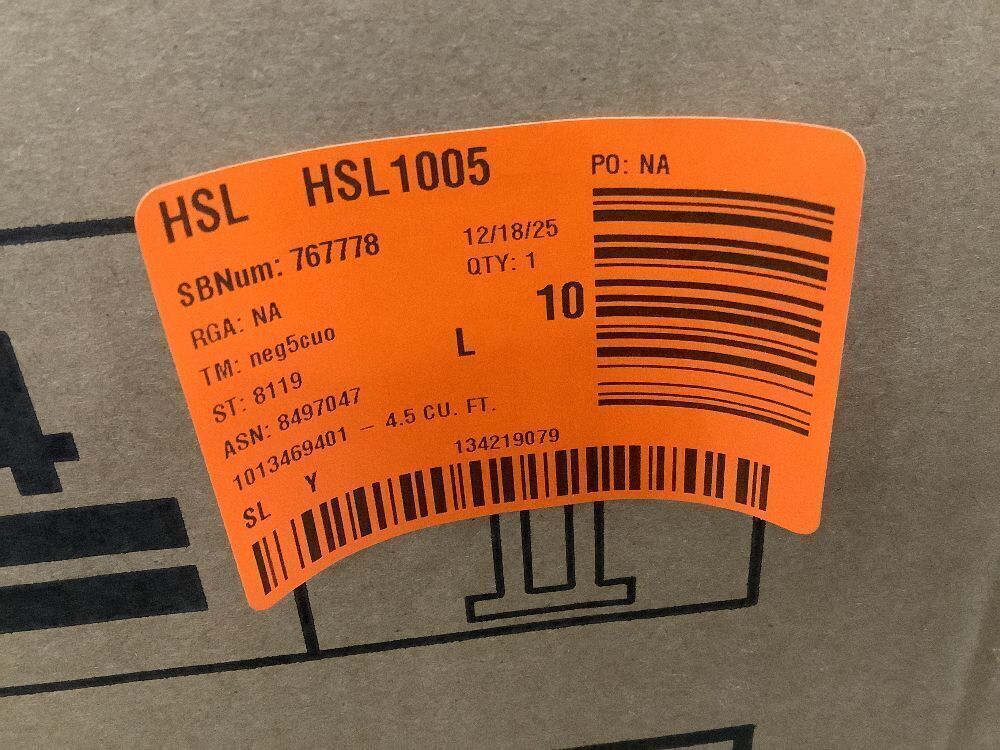 HSL HSL1005 PO: NA
SBNum: 767778 12/18/25
RGA: NA QTY: 1
TM: neg5cuo L 10
ST: 8119
ASN: 8497047
1013469401 - 4.5 CU. FT.
SL Y 134219079
4